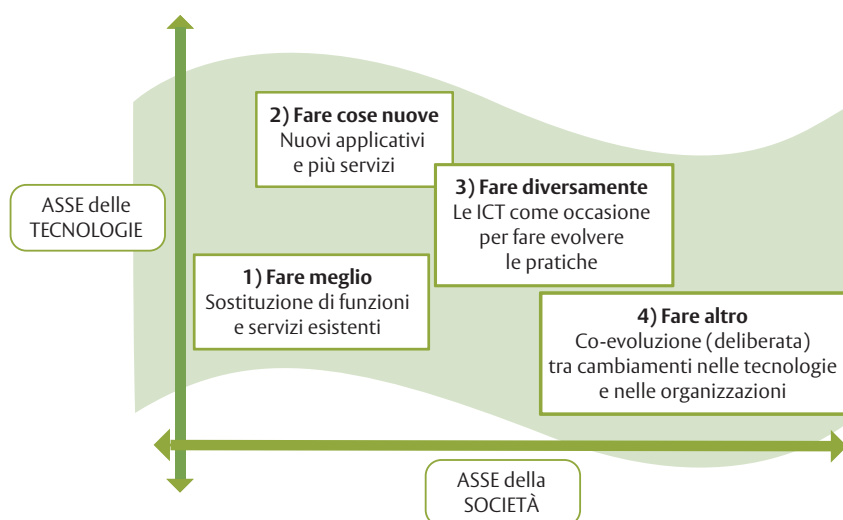 2) Fare cose nuove
Nuovi applicativi
e più servizi
3) Fare diversamente
Le ICT come occasione
per fare evolvere
le pratiche
ASSE delle
TECNOLOGIE
1) Fare meglio
Sostituzione di funzioni
e servizi esistenti
4) Fare altro
Co-evoluzione (deliberata)
tra cambiamenti nelle tecnologie
e nelle organizzazioni
ASSE della
SOCIETÀ